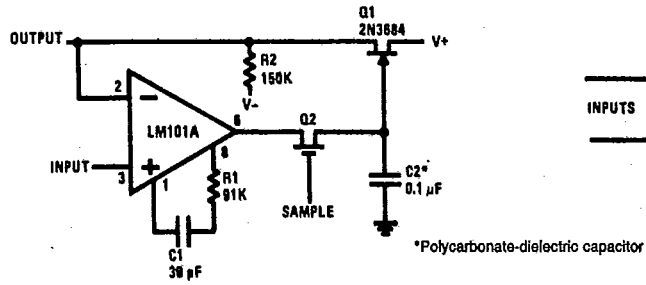 Q1
2N3684
OUTPUT
V+
R2
150K
V-
2
6
Q2
LM101A
INPUTS
INPUT
3
1
8
R1
91K
SAMPLE
C2*
0.1 μF
C1
39 pF
*Polycarbonate-dielectric capacitor